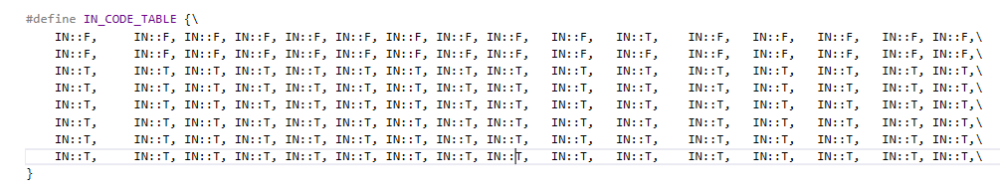 #define IN_CODE_TABLE {\
IN::F, IN::F, IN::F, IN::F, IN::F, IN::F, IN::F, IN::F, IN::F, IN::F, IN::T, IN::F, IN::F, IN::F, IN::F, IN::F,\
IN::F, IN::F, IN::F, IN::F, IN::F, IN::F, IN::F, IN::F, IN::F, IN::F, IN::F, IN::F, IN::F, IN::F, IN::F, IN::F,\
IN::T, IN::T, IN::T, IN::T, IN::T, IN::T, IN::T, IN::T, IN::T, IN::T, IN::T, IN::T, IN::T, IN::T, IN::T, IN::T,\
IN::T, IN::T, IN::T, IN::T, IN::T, IN::T, IN::T, IN::T, IN::T, IN::T, IN::T, IN::T, IN::T, IN::T, IN::T, IN::T,\
IN::T, IN::T, IN::T, IN::T, IN::T, IN::T, IN::T, IN::T, IN::T, IN::T, IN::T, IN::T, IN::T, IN::T, IN::T, IN::T,\
IN::T, IN::T, IN::T, IN::T, IN::T, IN::T, IN::T, IN::T, IN::T, IN::T, IN::T, IN::T, IN::T, IN::T, IN::T, IN::T,\
IN::T, IN::T, IN::T, IN::T, IN::T, IN::T, IN::T, IN::T, IN::T, IN::T, IN::T, IN::T, IN::T, IN::T, IN::T, IN::T,\
IN::T, IN::T, IN::T, IN::T, IN::T, IN::T, IN::T, IN::T, IN::T, IN::T, IN::T, IN::T, IN::T, IN::T, IN::T, IN::T,\
}